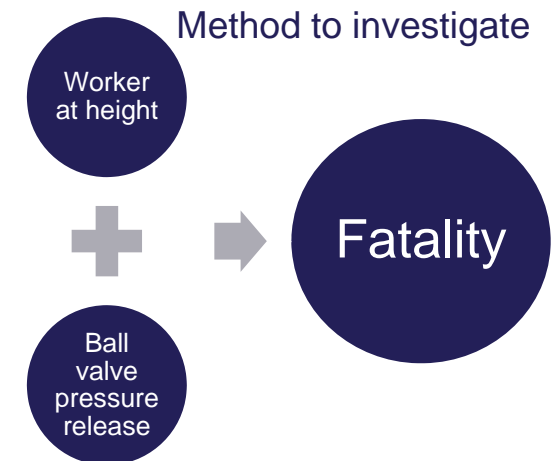 Method to investigate
Worker
at height
Fatality
Ball
valve
pressure
release